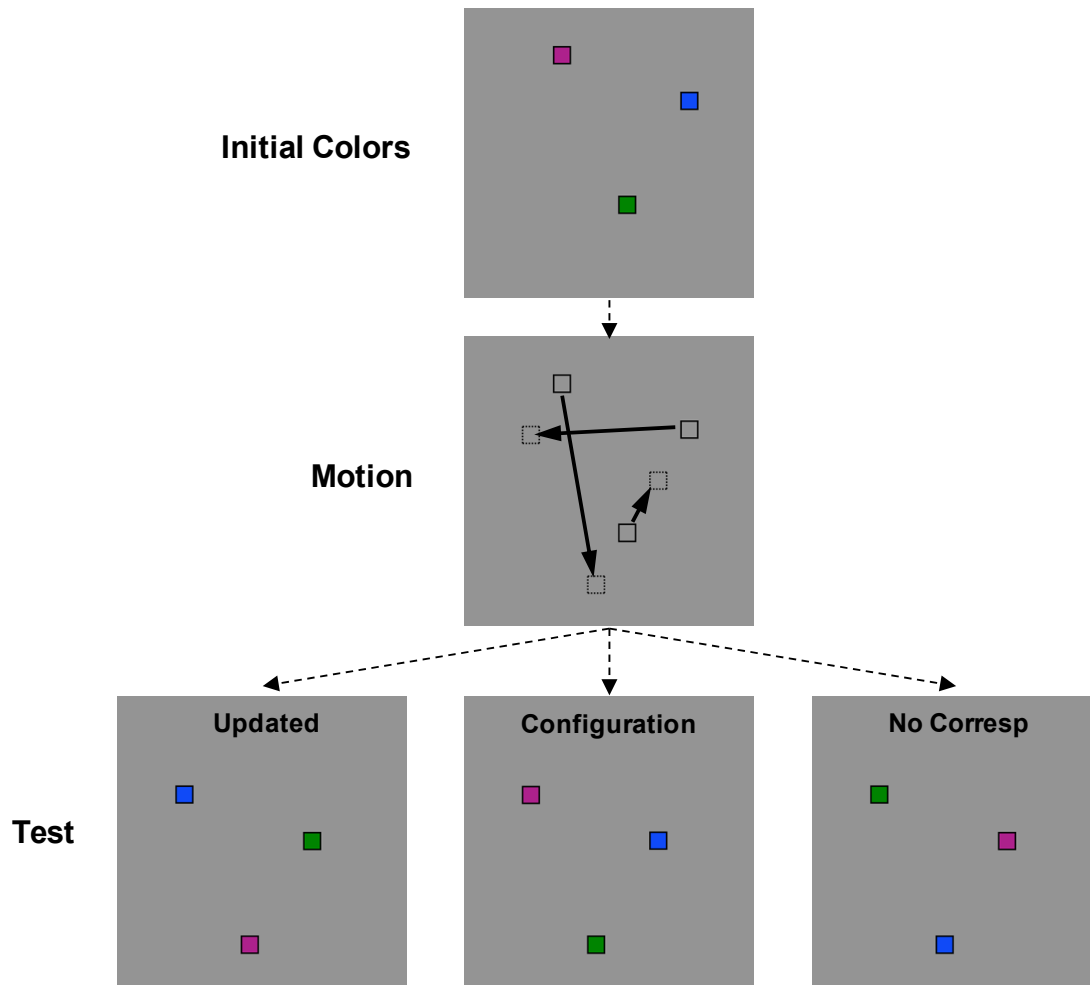 Initial Colors
Motion
Updated
Configuration
No Corresp
Test